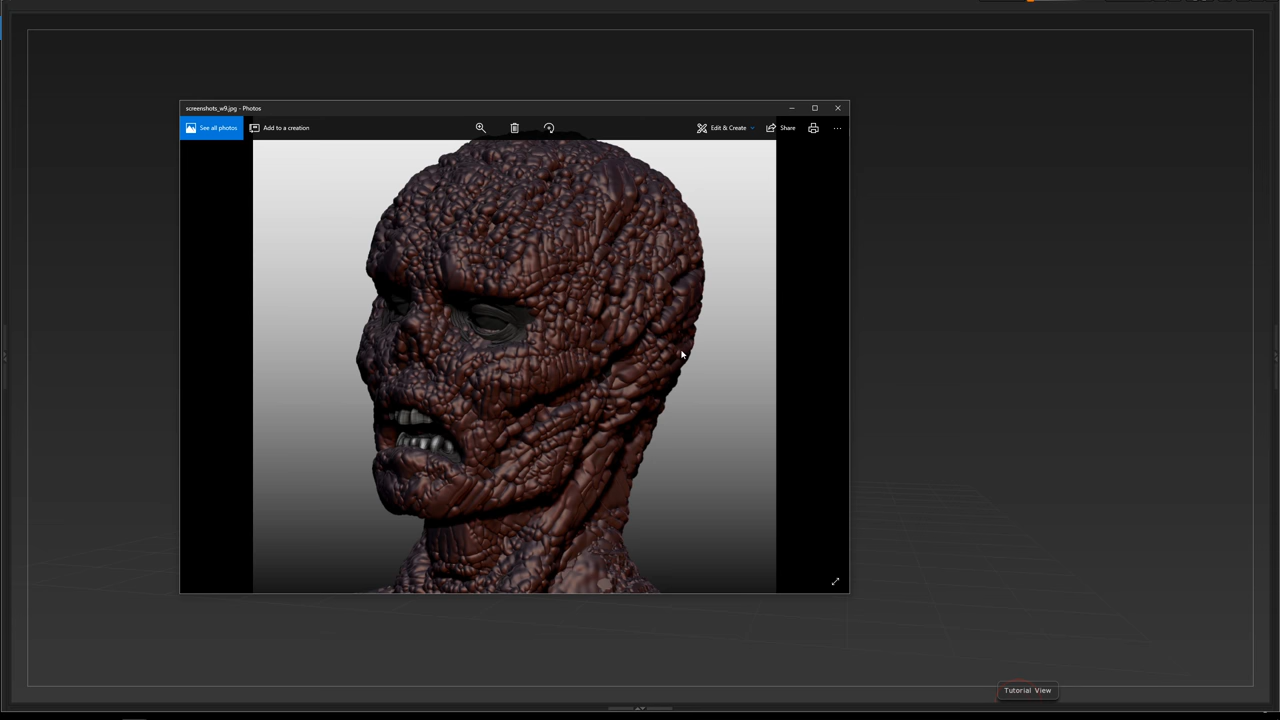 screenshots_w9.jpg - Photos
See all photos
Add to a creation
Edit & Create
Share
Tutorial View